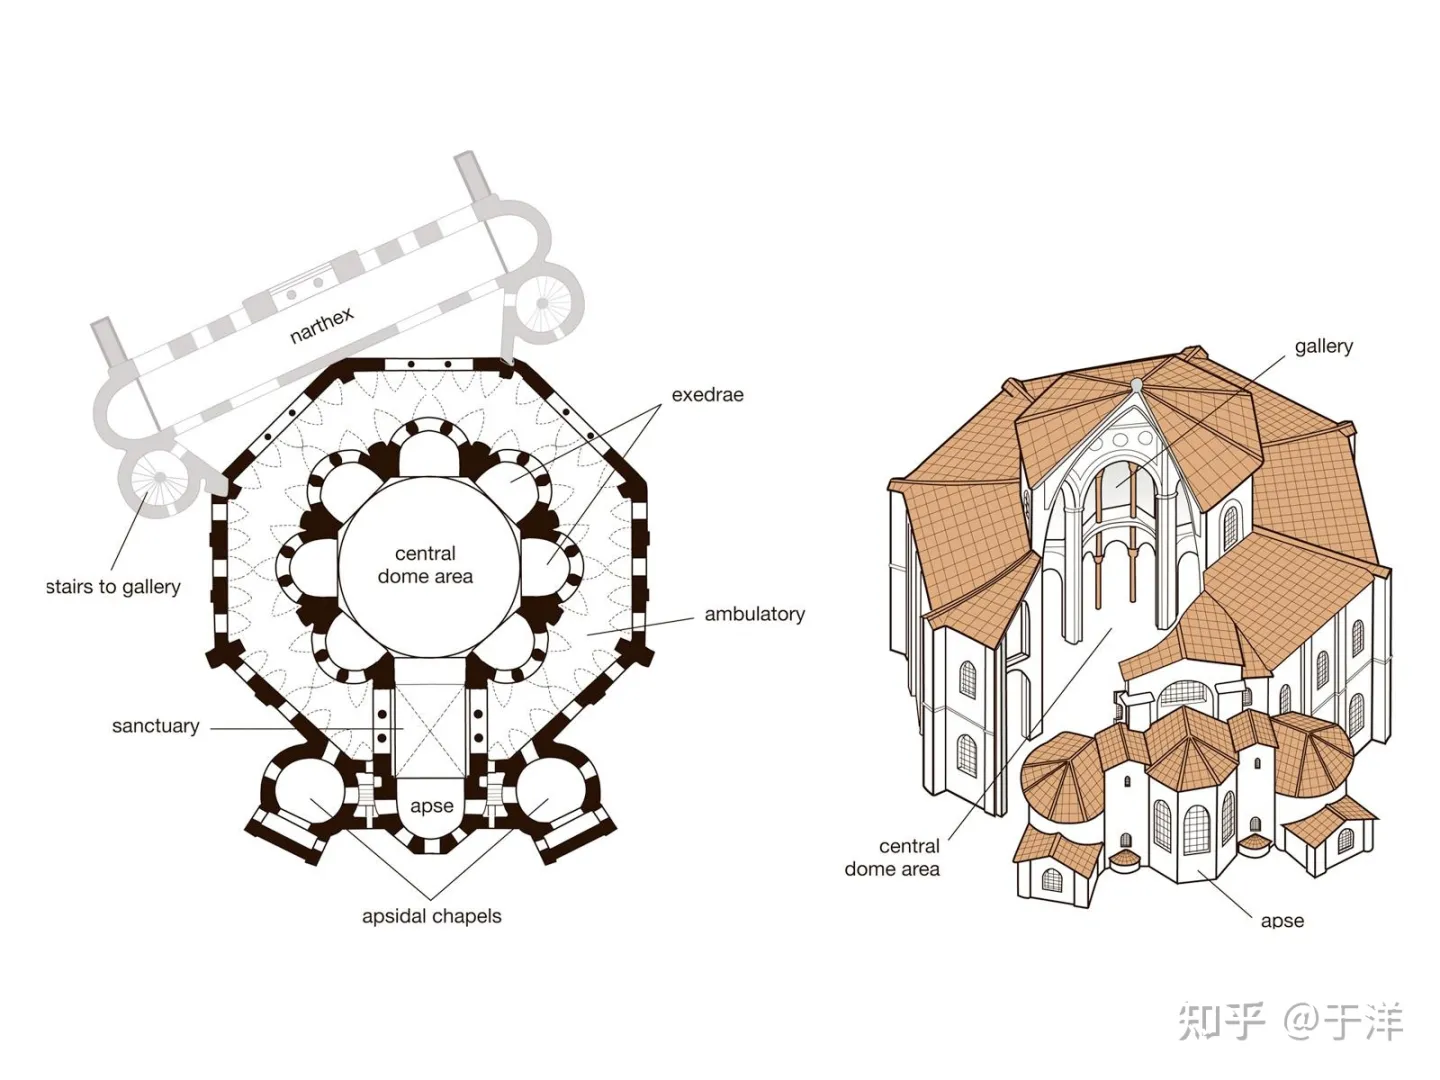 narthex
exedrae
central
dome area
stairs to gallery
ambulatory
sanctuary
apse
apsidal chapels
gallery
central
dome area
apse
知乎 @于洋